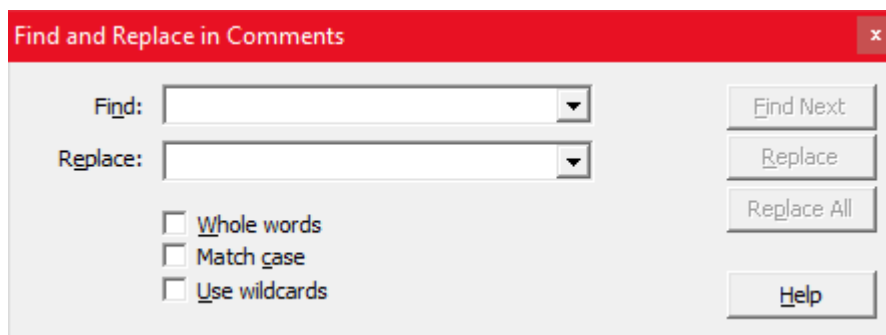 Find and Replace in Comments
x
Find:
Find Next
Replace:
Replace
Replace All
Whole words
Match case
Use wildcards
Help